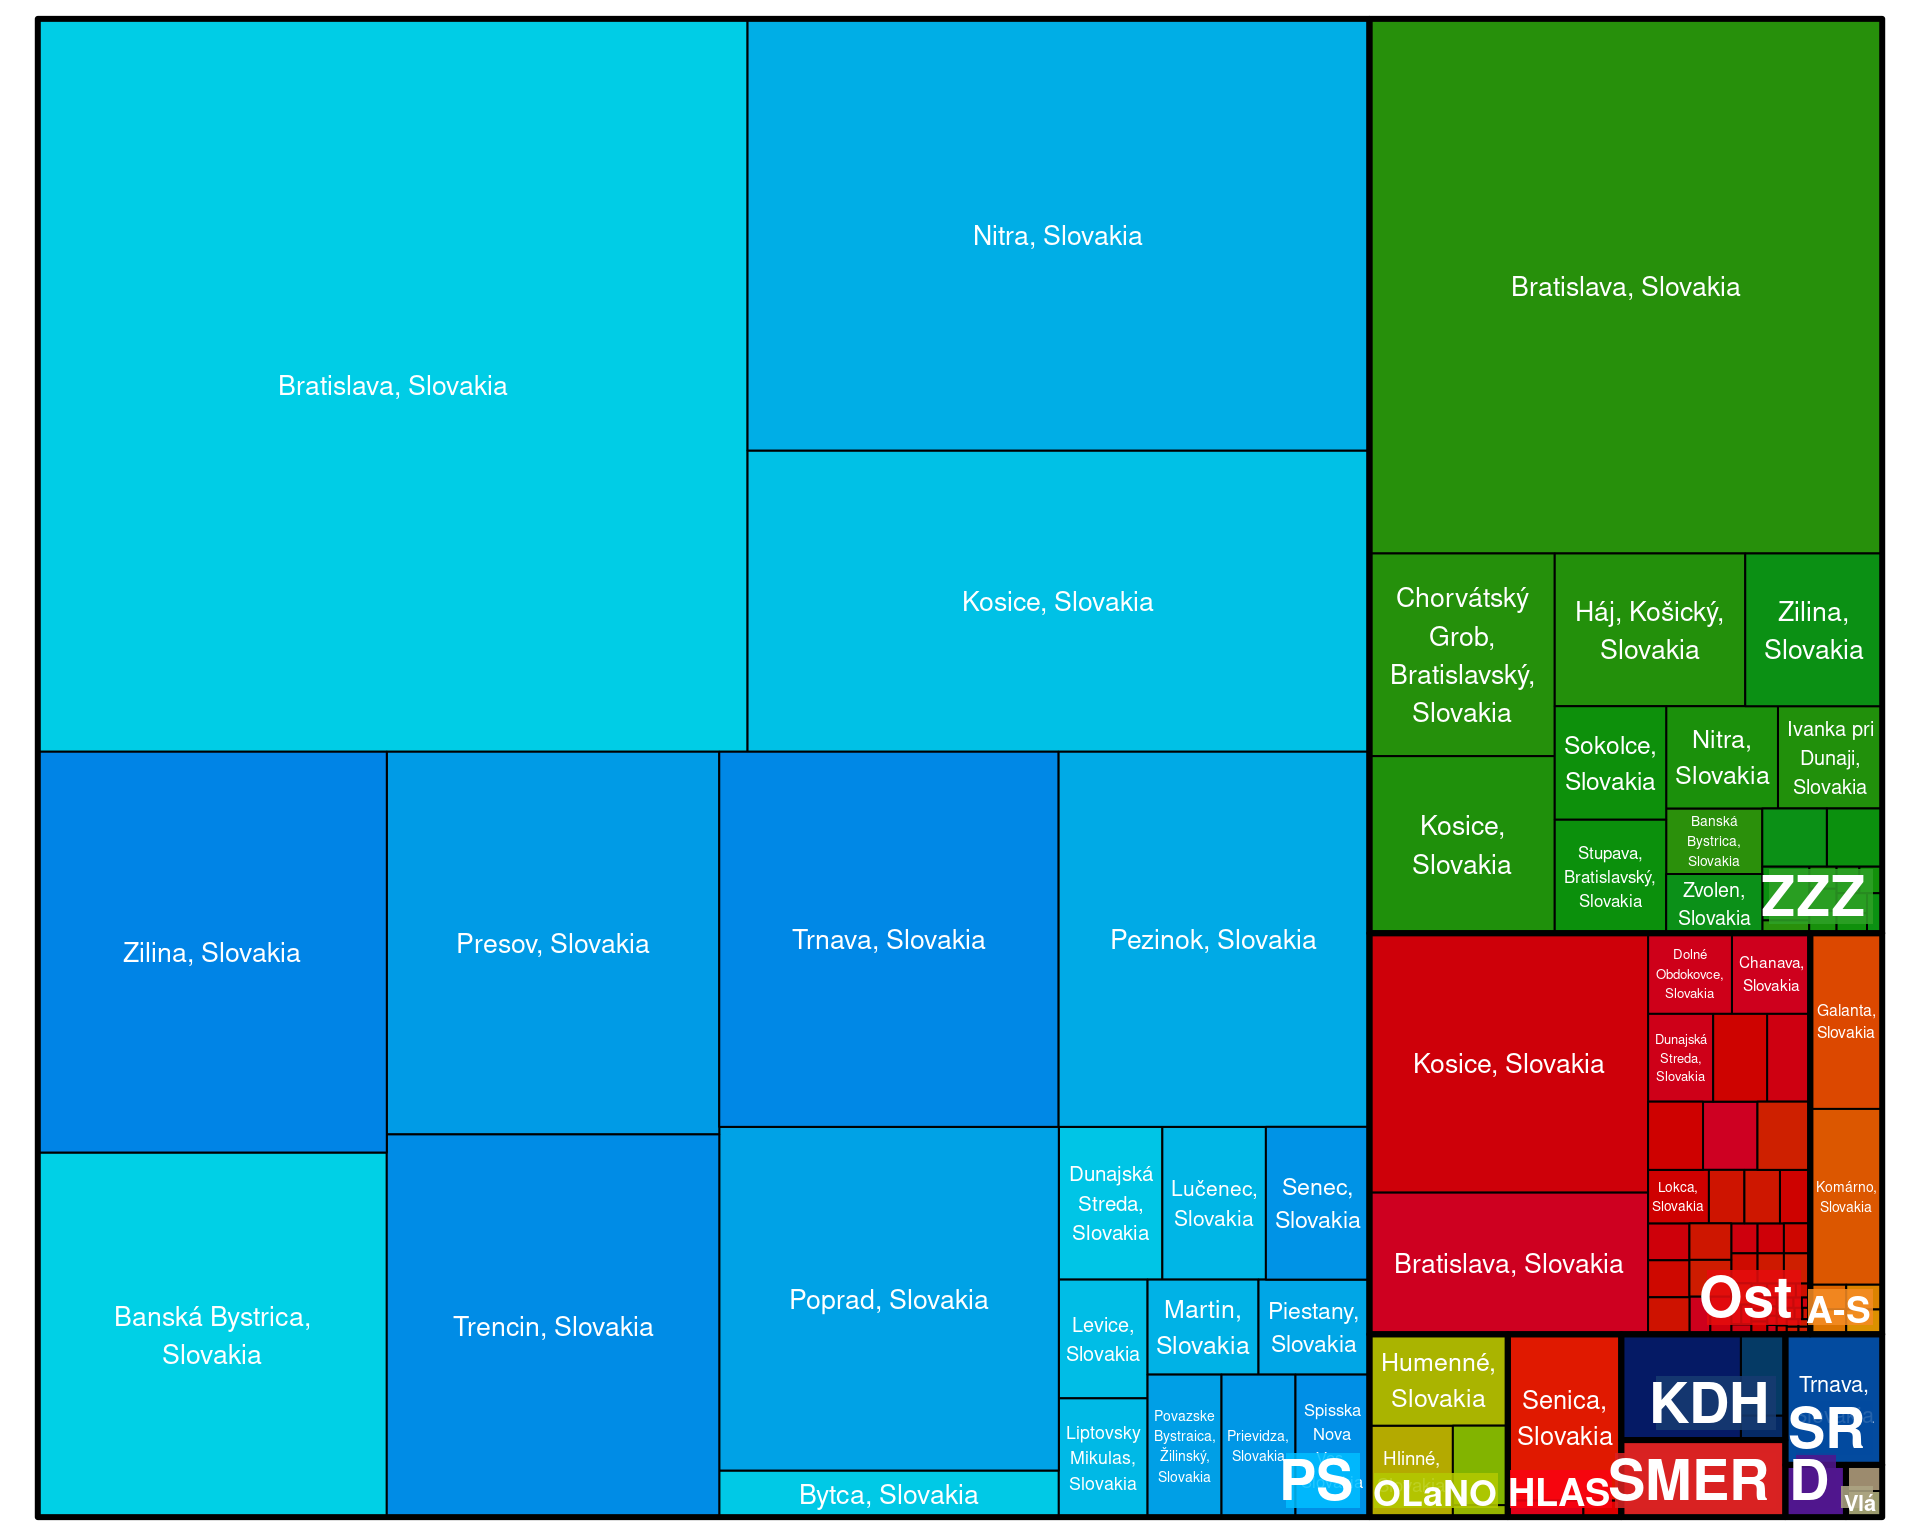 Bratislava, Slovakia
Nitra, Slovakia
Kosice, Slovakia
Zilina, Slovakia
Presov, Slovakia
Trnava, Slovakia
Pezinok, Slovakia
Banská Bystrica,
Slovakia
Trencin, Slovakia
Poprad, Slovakia
Bytca, Slovakia
Dunajská
Streda,
Slovakia
Lučenec,
Slovakia
Senec,
Slovakia
Levice,
Slovakia
Martin,
Slovakia
Piestany,
Slovakia
Liptovsky
Mikulas,
Slovakia
Povazske
Bystraica,
Žilinský,
Slovakia
Prievidza,
Slovakia
Spisska
Nova
PS
Bratislava, Slovakia
Chorvátský
Grob,
Bratislavský,
Slovakia
Háj, Košický,
Slovakia
Zilina,
Slovakia
Kosice,
Slovakia
Sokolce,
Slovakia
Nitra,
Slovakia
Ivanka pri
Dunaji,
Slovakia
Stupava,
Bratislavský,
Slovakia
Banská
Bystrica,
Slovakia
Zvolen,
Slovakia
ZZZ
Kosice, Slovakia
Bratislava, Slovakia
Dolné
Obdokovce,
Slovakia
Chanava,
Slovakia
Dunajská
Streda,
Slovakia
Lokca,
Slovakia
Ost
Galanta,
Slovakia
Komárno,
Slovakia
A-S
Humenné,
Slovakia
Hlinné,
OLaNO
Senica,
Slovakia
HLAS
KDH
SMER
Trnava,
SR
D
Vlá